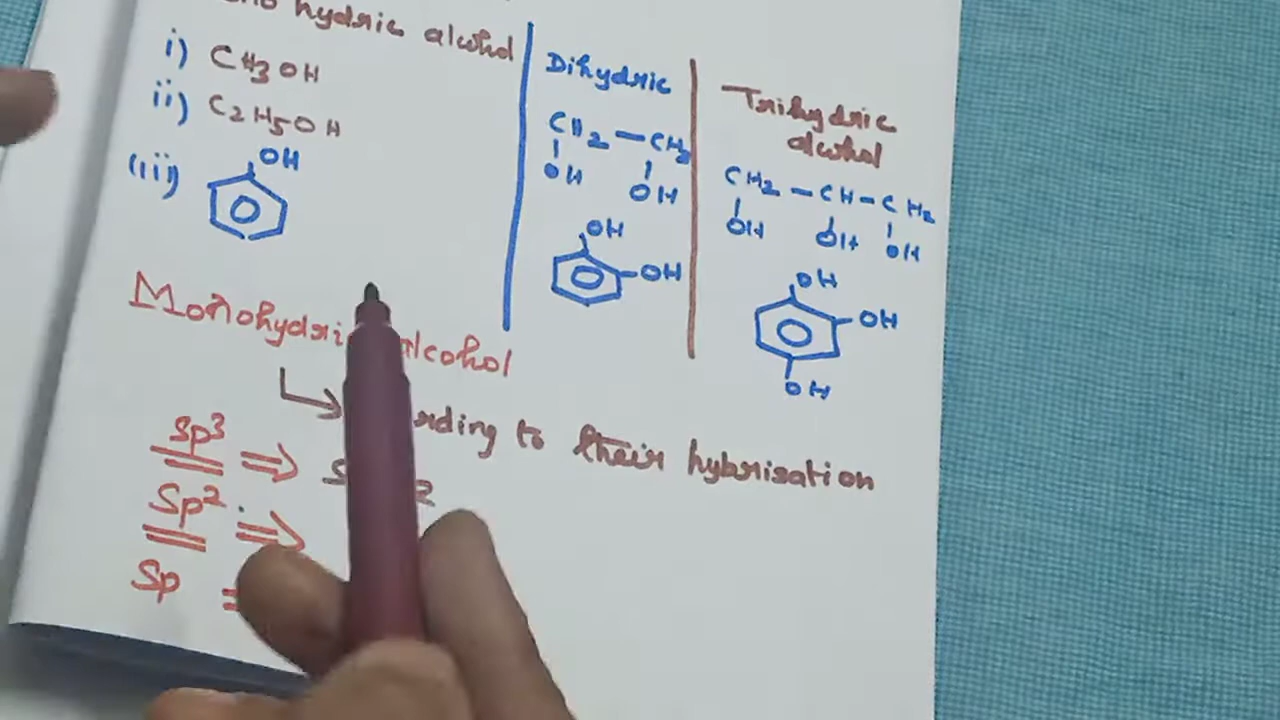 hydric alcohol
i) CH3OH
ii) C2H5OH
(iii)
OH
Dihydric
CH2 — CH2
OH OH
OH
OH
Trihydric
alcohol
CH2 — CH — CH2
OH OH OH
OH
OH
OH
Monohydri alcohol
to their hybrisation
Sp3 ⇒
Sp2 ⇒
Sp